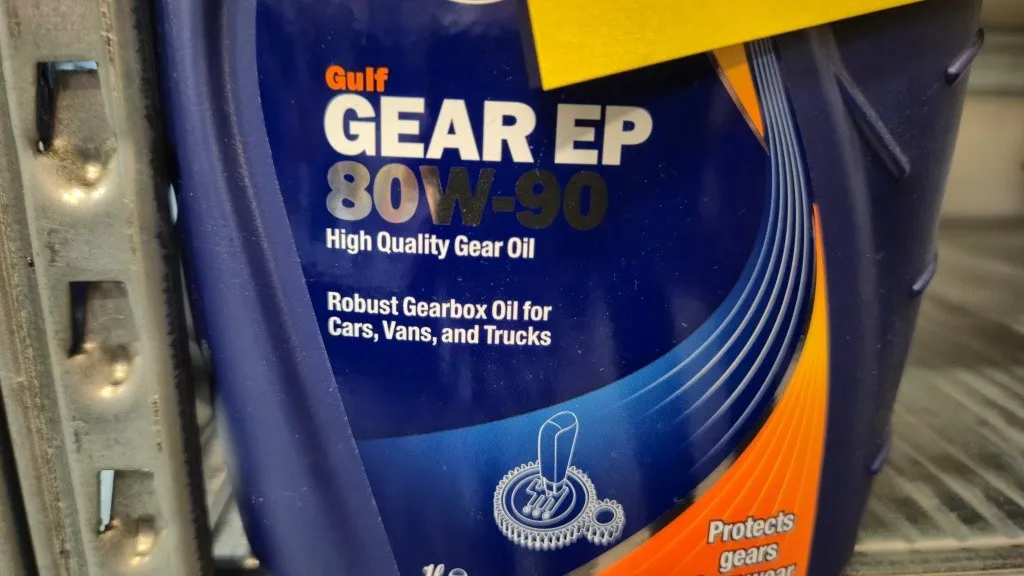 Gulf
GEAR EP
80W-90
High Quality Gear Oil
Robust Gearbox Oil for
Cars, Vans, and Trucks
Protects
gears